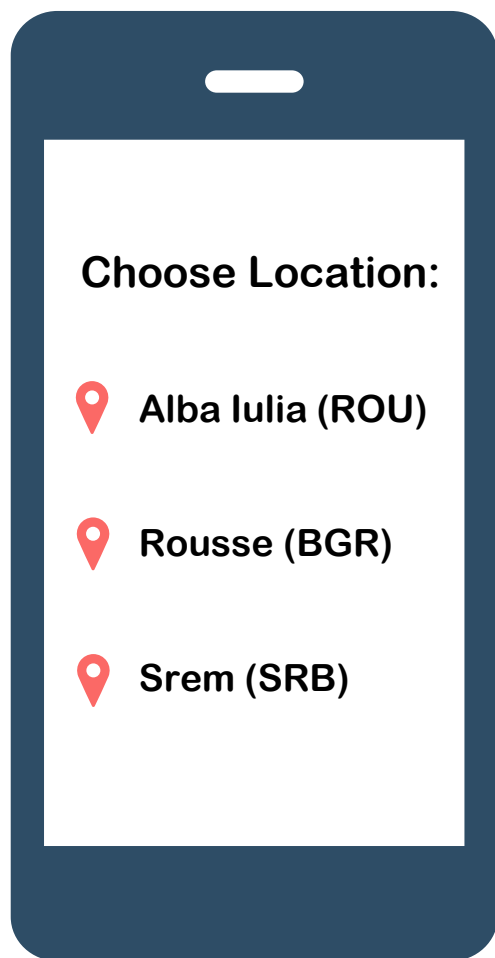 Choose Location:
Alba Iulia (ROU)
Rousse (BGR)
Srem (SRB)